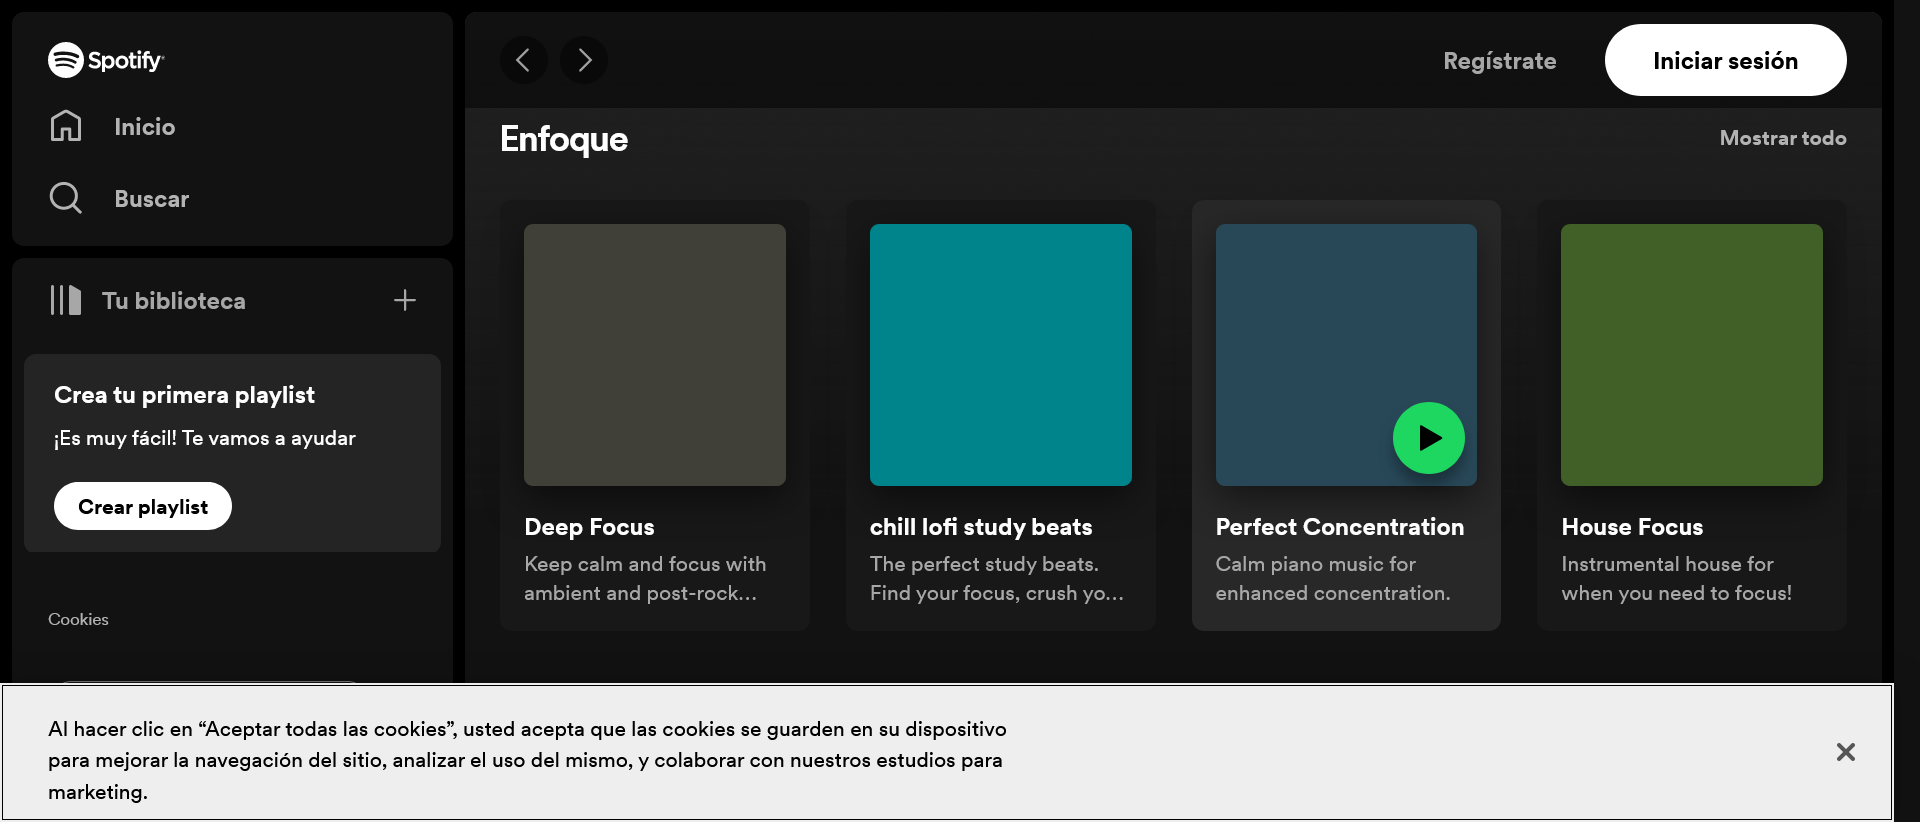 Spotify
Inicio
Buscar
Tu biblioteca
Crea tu primera playlist
¡Es muy fácil! Te vamos a ayudar
Crear playlist
Cookies
Regístrate
Iniciar sesión
Enfoque
Mostrar todo
Deep Focus
Keep calm and focus with
ambient and post-rock...
chill lofi study beats
The perfect study beats.
Find your focus, crush yo...
Perfect Concentration
Calm piano music for
enhanced concentration.
House Focus
Instrumental house for
when you need to focus!
Al hacer clic en “Aceptar todas las cookies”, usted acepta que las cookies se guarden en su dispositivo
para mejorar la navegación del sitio, analizar el uso del mismo, y colaborar con nuestros estudios para
marketing.